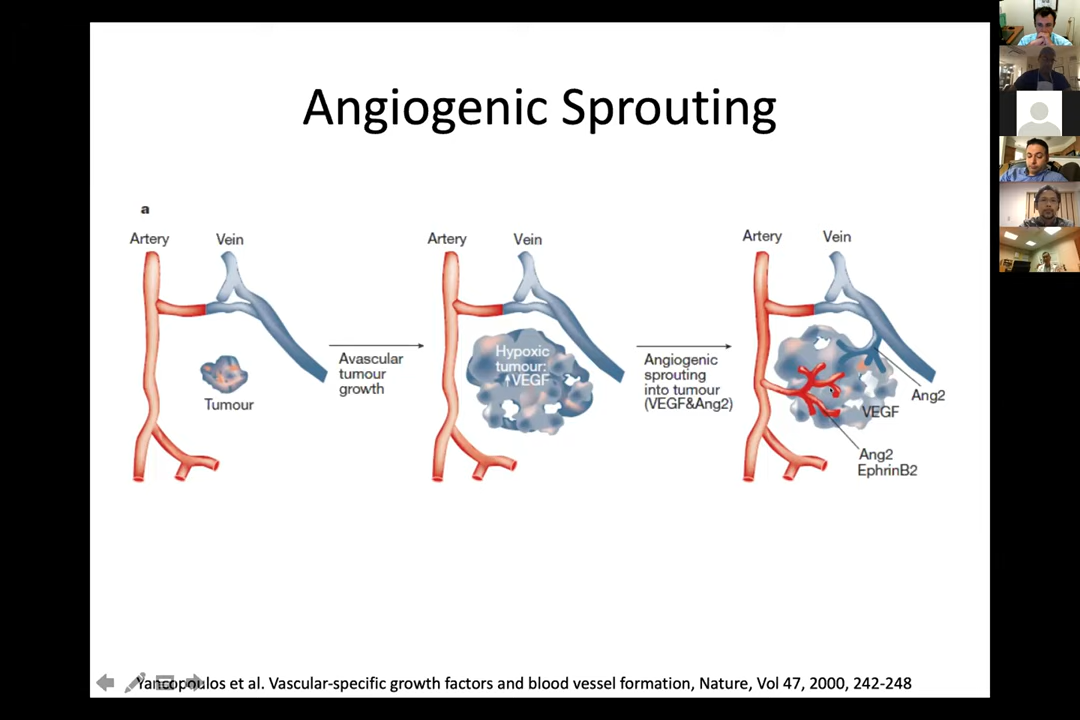 Angiogenic Sprouting
a
Artery Vein
Tumour
Avascular
tumour
growth
Artery Vein
Hypoxic
tumour:
↑VEGF
Angiogenic
sprouting
into tumour
(VEGF&Ang2)
Artery Vein
Ang2
VEGF
Ang2
EphrinB2
Yancopoulos et al. Vascular-specific growth factors and blood vessel formation, Nature, Vol 47, 2000, 242-248